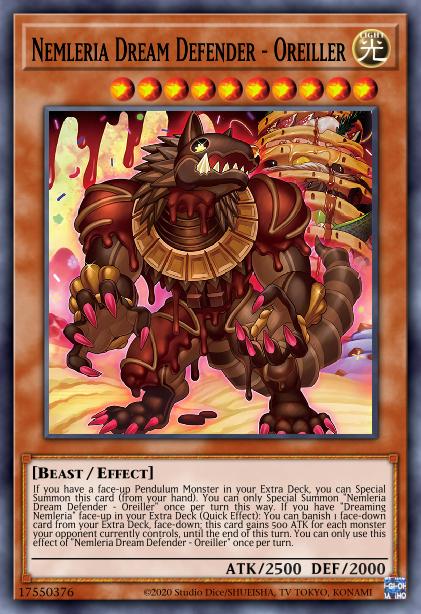 Nemleria Dream Defender - Oreiller
LIGHT
光
[Beast / Effect]
If you have a face-up Pendulum Monster in your Extra Deck, you can Special
Summon this card (from your hand). You can only Special Summon "Nemleria
Dream Defender - Oreiller" once per turn this way. If you have "Dreaming
Nemleria" face-up in your Extra Deck (Quick Effect): You can banish 1 face-down
card from your Extra Deck, face-down; this card gains 500 ATK for each monster
your opponent currently controls, until the end of this turn. You can only use this
effect of "Nemleria Dream Defender - Oreiller" once per turn.
ATK/2500 DEF/2000
17550376 ©2020 Studio Dice/SHUEISHA, TV TOKYO, KONAMI